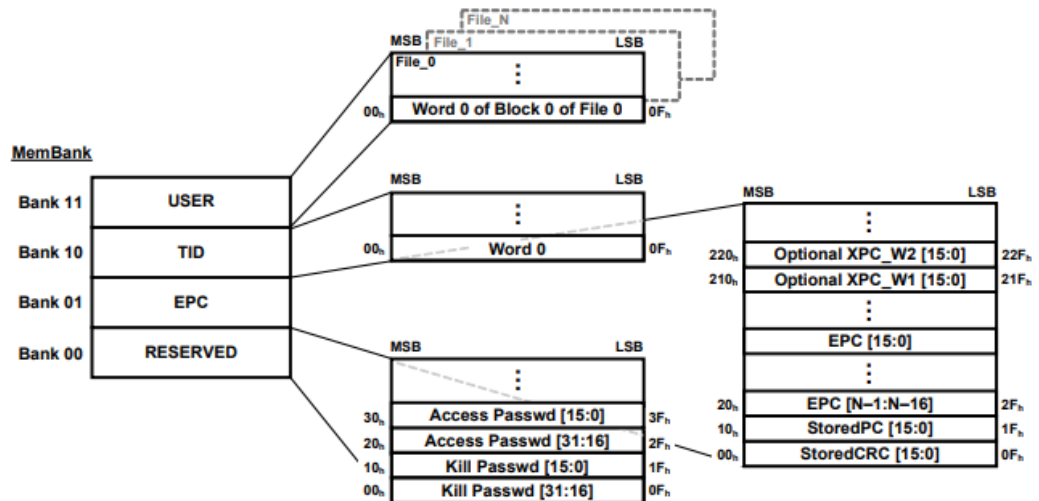 File_N
MSB File_1 LSB
File_0
⋮
00h Word 0 of Block 0 of File 0 0Fh
MemBank
Bank 11 USER
Bank 10 TID
Bank 01 EPC
Bank 00 RESERVED
MSB LSB
⋮
00h Word 0 0Fh
MSB LSB
⋮
30h Access Passwd [15:0] 3Fh
20h Access Passwd [31:16] 2Fh
10h Kill Passwd [15:0] 1Fh
00h Kill Passwd [31:16] 0Fh
MSB LSB
⋮
220h Optional XPC_W2 [15:0] 22Fh
210h Optional XPC_W1 [15:0] 21Fh
⋮
EPC [15:0]
⋮
20h EPC [N–1:N–16] 2Fh
10h StoredPC [15:0] 1Fh
00h StoredCRC [15:0] 0Fh